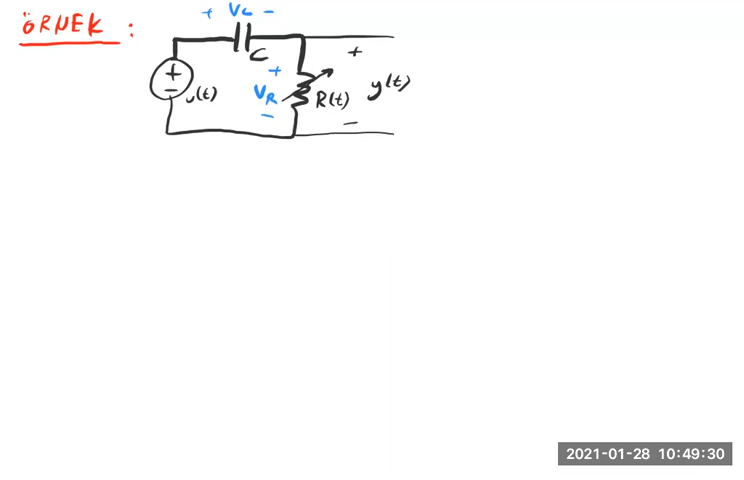 ÖRNEK :
+ Vc -
C
+
VR
-
u(t)
R(t)
+
y(t)
-
+
-
2021-01-28 10:49:30